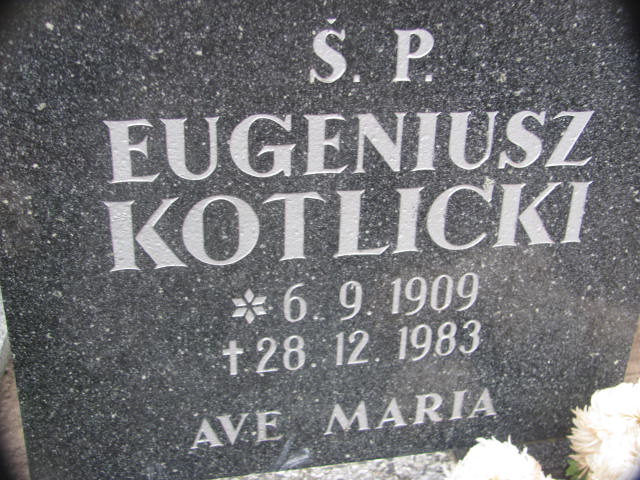 Ś. P.
EUGENIUSZ
KOTLICKI
* 6. 9. 1909
† 28. 12. 1983
AVE MARIA